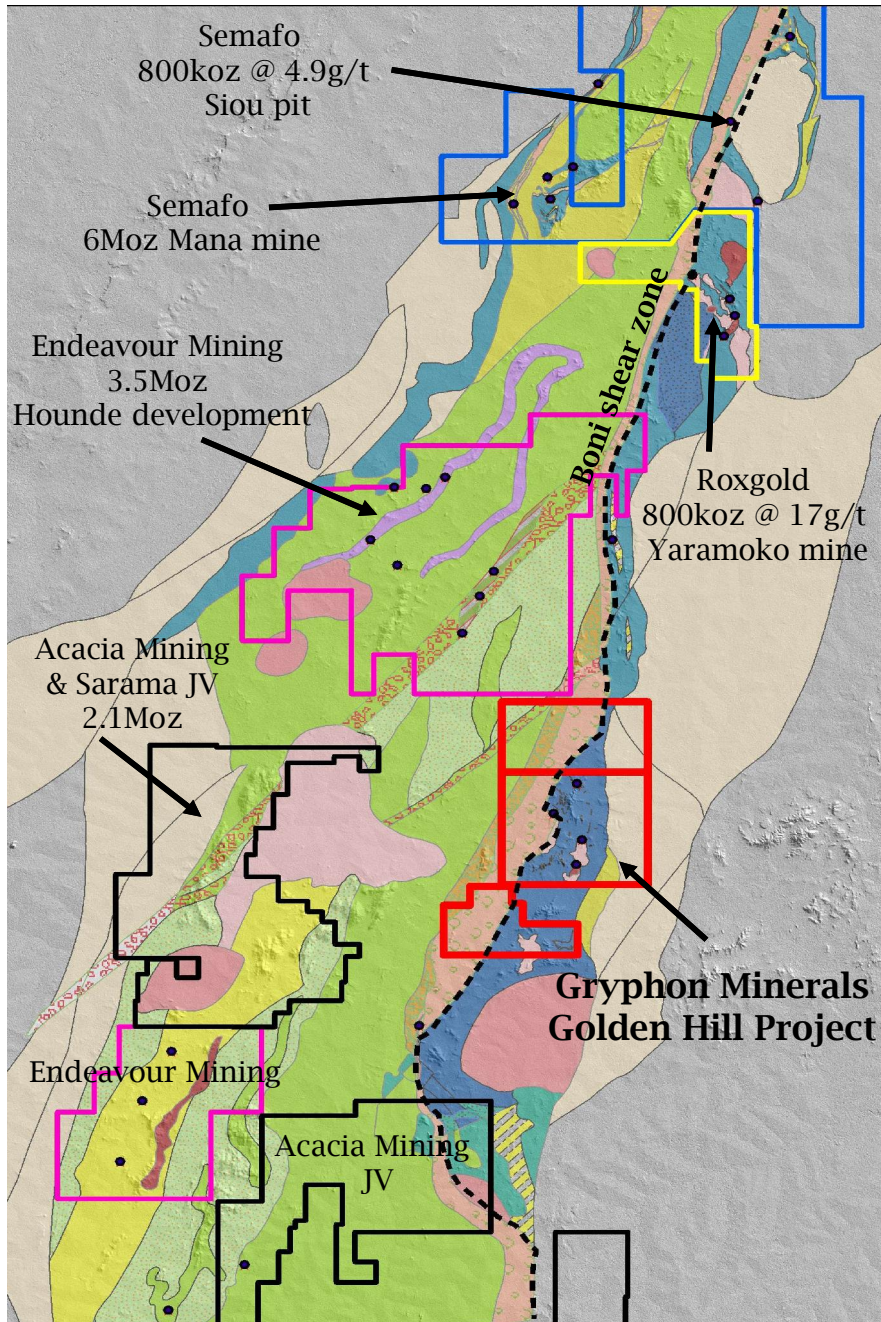 Semafo
800koz @ 4.9g/t
Siou pit
Semafo
6Moz Mana mine
Boni shear zone
Endeavour Mining
3.5Moz
Hounde development
Roxgold
800koz @ 17g/t
Yaramoko mine
Acacia Mining
& Sarama JV
2.1Moz
Gryphon Minerals
Golden Hill Project
Endeavour Mining
Acacia Mining
JV